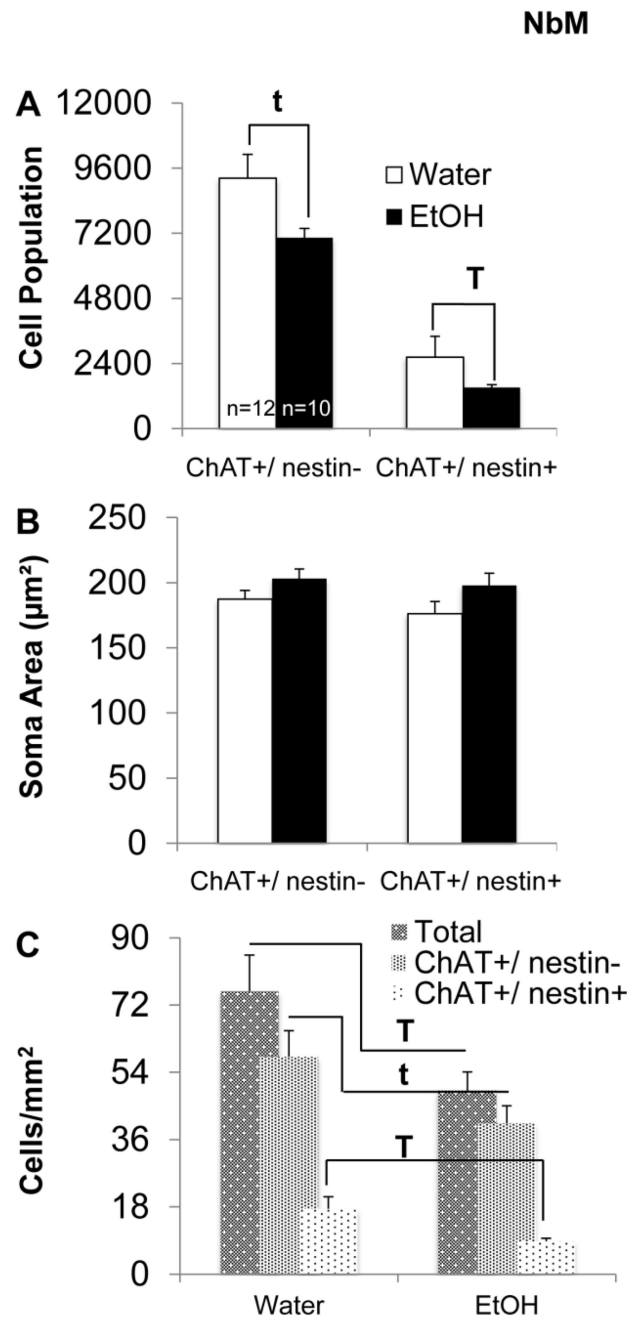 NbM
A
12000
t
9600
Water
7200
EtOH
T
4800
2400
n=12
n=10
0
Cell Population
ChAT+/ nestin-
ChAT+/ nestin+
B
250
200
150
100
50
0
Soma Area (µm²)
ChAT+/ nestin-
ChAT+/ nestin+
C
90
Total
ChAT+/ nestin-
ChAT+/ nestin+
72
T
54
t
36
T
18
0
Cells/mm²
Water
EtOH